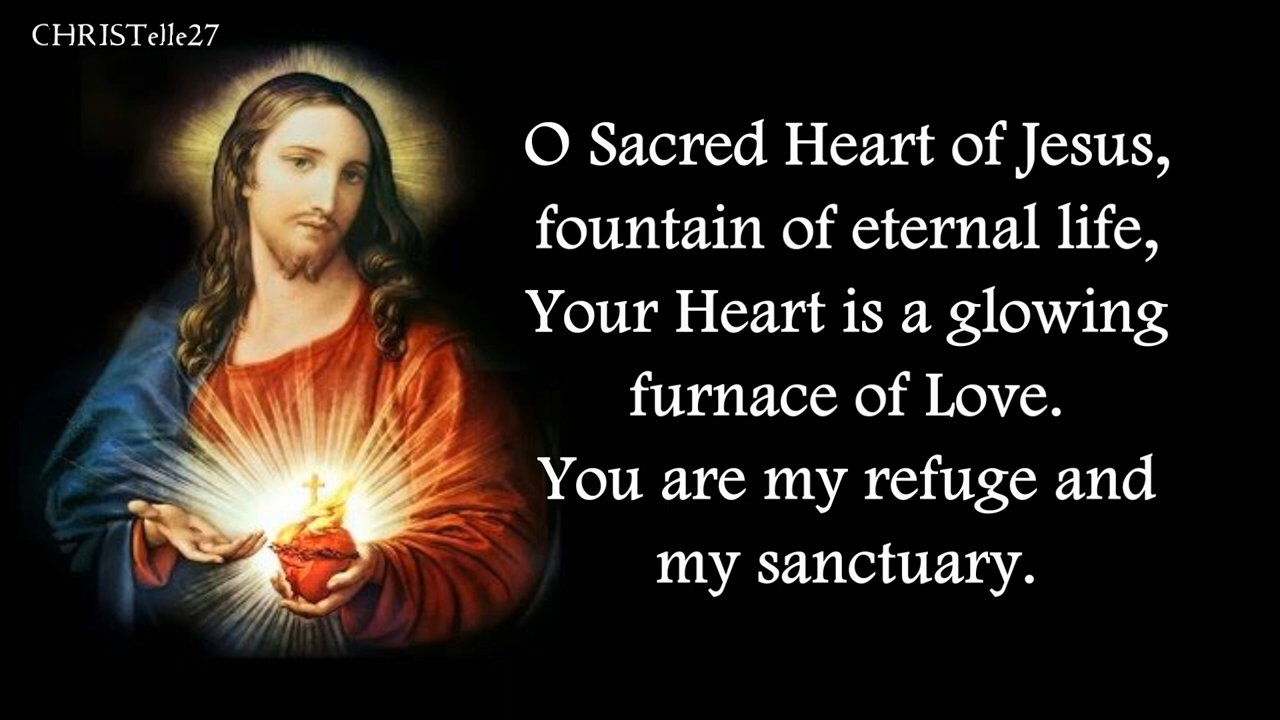 CHRISTelle27
O Sacred Heart of Jesus,
fountain of eternal life,
Your Heart is a glowing
furnace of Love.
You are my refuge and
my sanctuary.